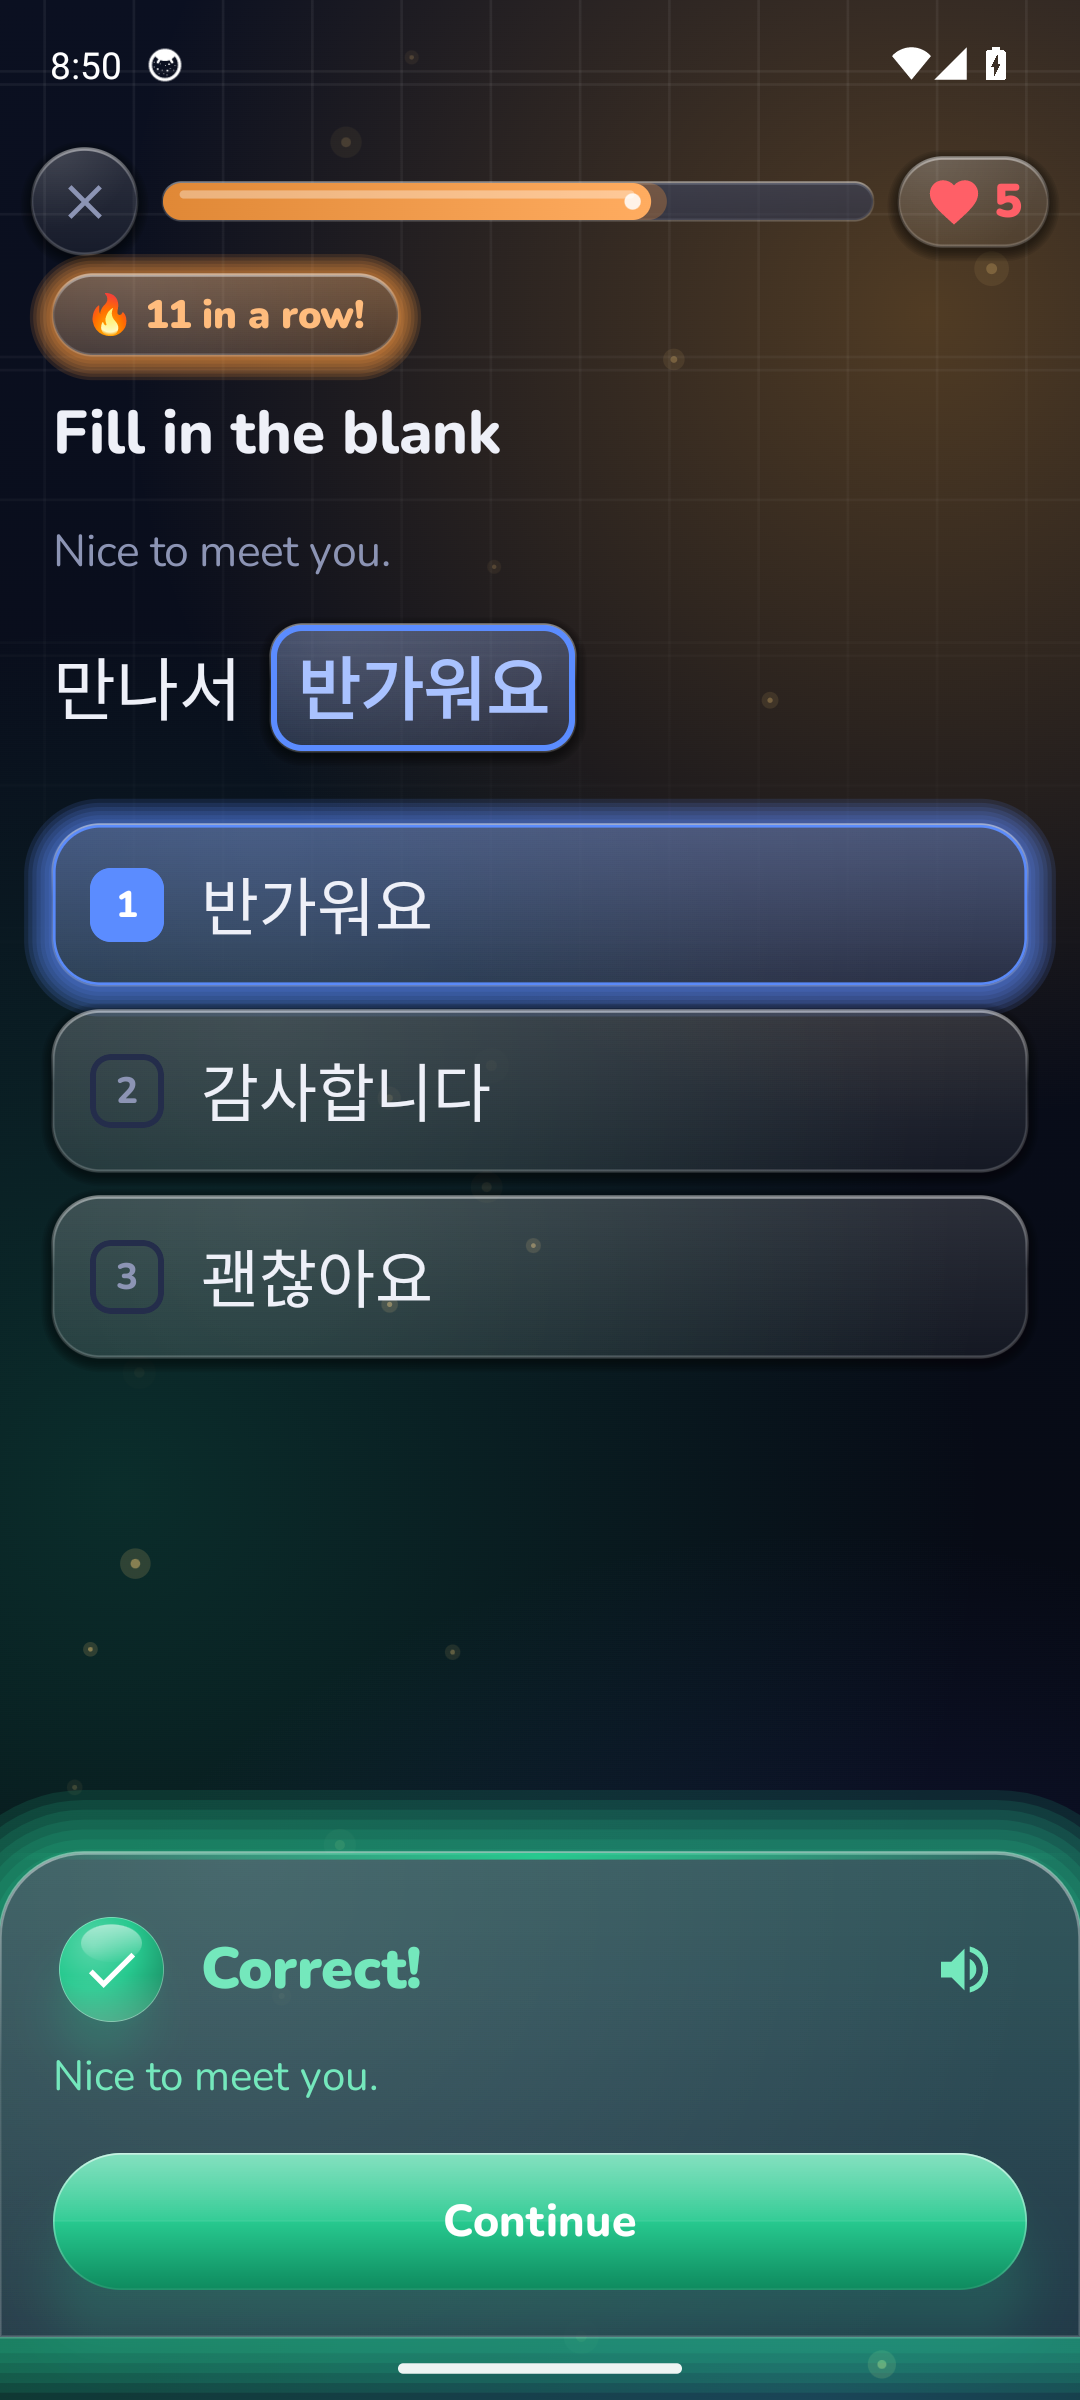 8:50
5
🔥 11 in a row!
Fill in the blank
Nice to meet you.
만나서 반가워요
1 반가워요
2 감사합니다
3 괜찮아요
Correct!
Nice to meet you.
Continue